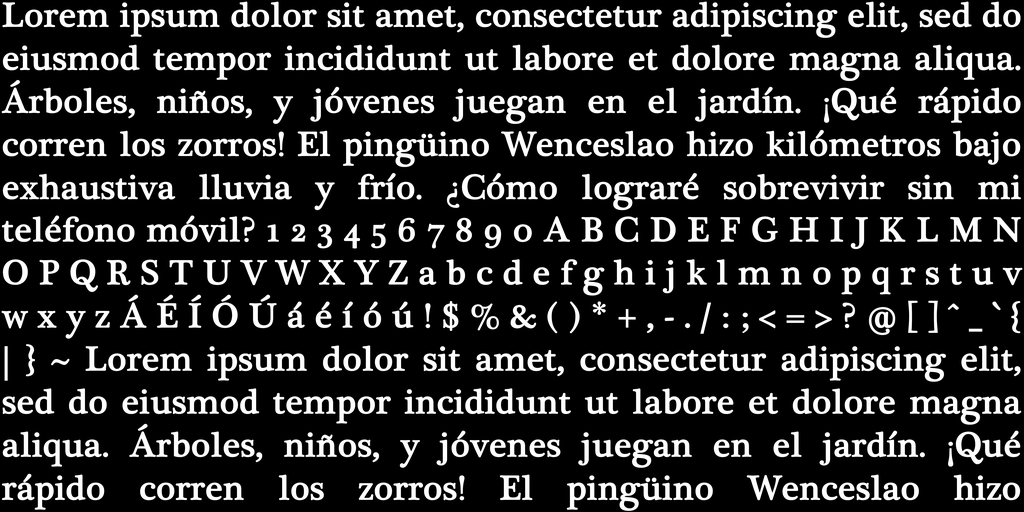 Lorem ipsum dolor sit amet, consectetur adipiscing elit, sed do
eiusmod tempor incididunt ut labore et dolore magna aliqua.
Árboles, niños, y jóvenes juegan en el jardín. ¡Qué rápido
corren los zorros! El pingüino Wenceslao hizo kilómetros bajo
exhaustiva lluvia y frío. ¿Cómo lograré sobrevivir sin mi
teléfono móvil? 1 2 3 4 5 6 7 8 9 0 A B C D E F G H I J K L M N
O P Q R S T U V W X Y Z a b c d e f g h i j k l m n o p q r s t u v
w x y z Á É Í Ó Ú á é í ó ú ! $ % & ( ) * + , - . / : ; < = > ? @ [ ] ^ _ ` {
| } ~ Lorem ipsum dolor sit amet, consectetur adipiscing elit,
sed do eiusmod tempor incididunt ut labore et dolore magna
aliqua. Árboles, niños, y jóvenes juegan en el jardín. ¡Qué
rápido corren los zorros! El pingüino Wenceslao hizo